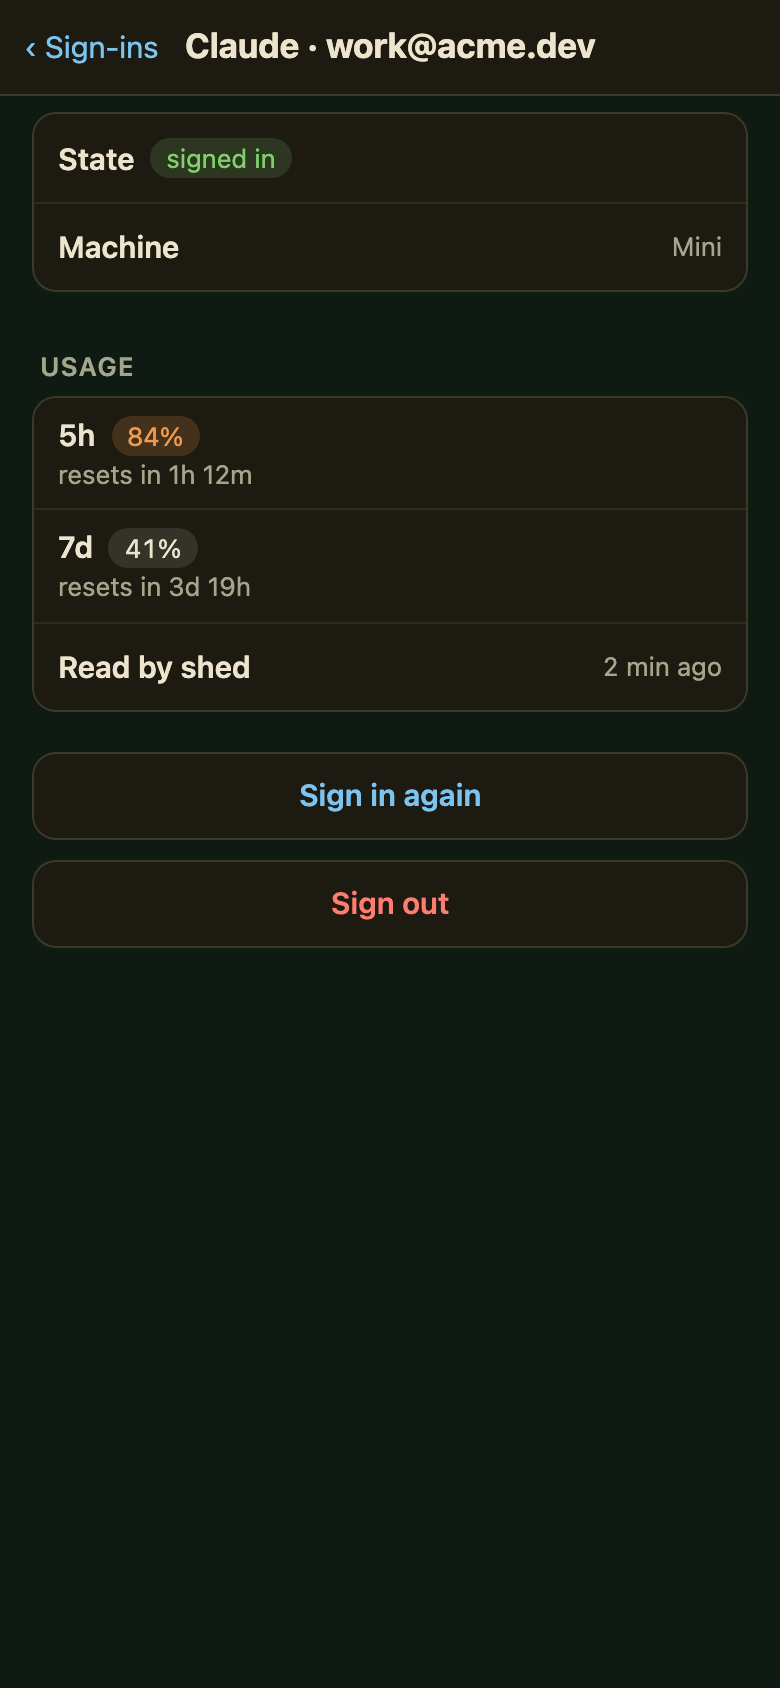 ‹ Sign-ins Claude · work@acme.dev
State signed in
Machine Mini
USAGE
5h 84%
resets in 1h 12m
7d 41%
resets in 3d 19h
Read by shed 2 min ago
Sign in again
Sign out